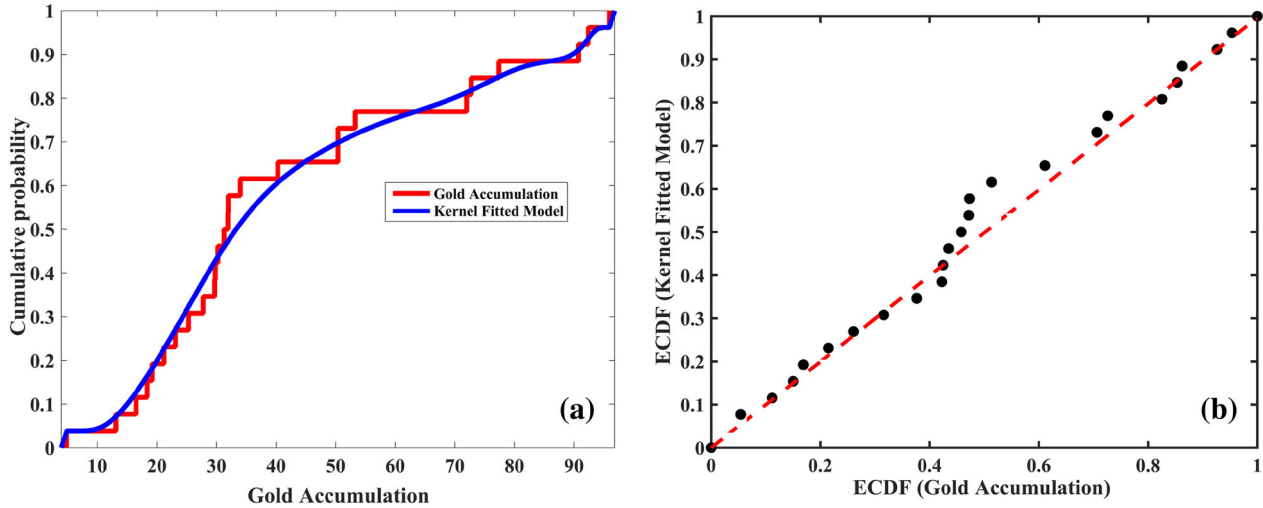 1
0.9
0.8
0.7
0.6
0.5
0.4
0.3
0.2
0.1
0
Cumulative probability
10 20 30 40 50 60 70 80 90
Gold Accumulation
Gold Accumulation
Kernel Fitted Model
(a)
1
0.9
0.8
0.7
0.6
0.5
0.4
0.3
0.2
0.1
0
ECDF (Kernel Fitted Model)
0 0.2 0.4 0.6 0.8 1
ECDF (Gold Accumulation)
(b)